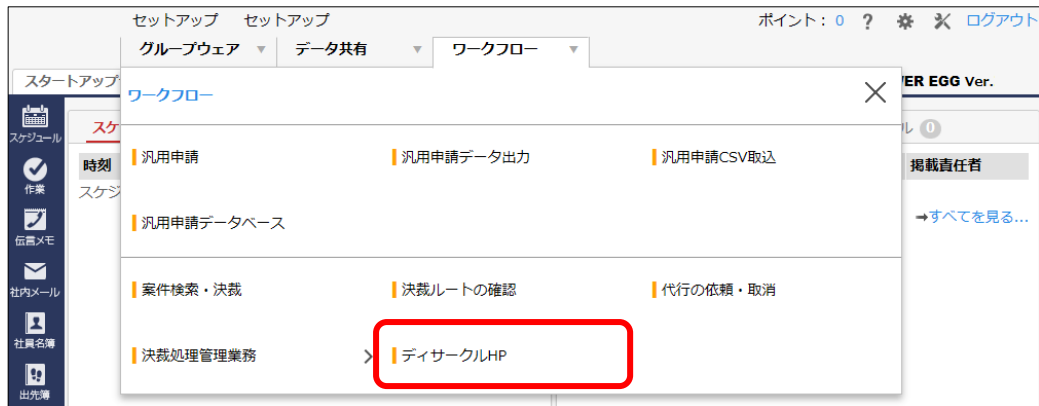 セットアップ セットアップ ポイント: 0 ? ログアウト
グループウェア データ共有 ワークフロー
スタートアップ ER EGG Ver.
ワークフロー
スケジュール
作業
伝言メモ
社内メール
社員名簿
出先簿
スケ
時刻
スケジ
汎用申請 汎用申請データ出力 汎用申請CSV取込
汎用申請データベース
案件検索・決裁 決裁ルートの確認 代行の依頼・取消
決裁処理管理業務 ディサークルHP
ル 0
掲載責任者
➞すべてを見る...